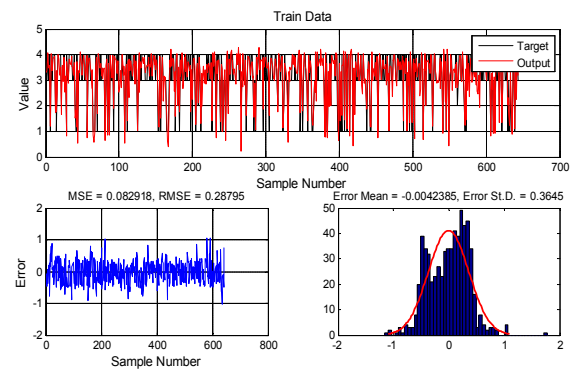 Train Data
5
4
3
2
1
0
Value
Target
Output
0 100 200 300 400 500 600 700
Sample Number
MSE = 0.082918, RMSE = 0.28795
2
1
0
-1
-2
Error
0 200 400 600 800
Sample Number
Error Mean = -0.0042385, Error St.D. = 0.3645
50
40
30
20
10
0
-2 -1 0 1 2